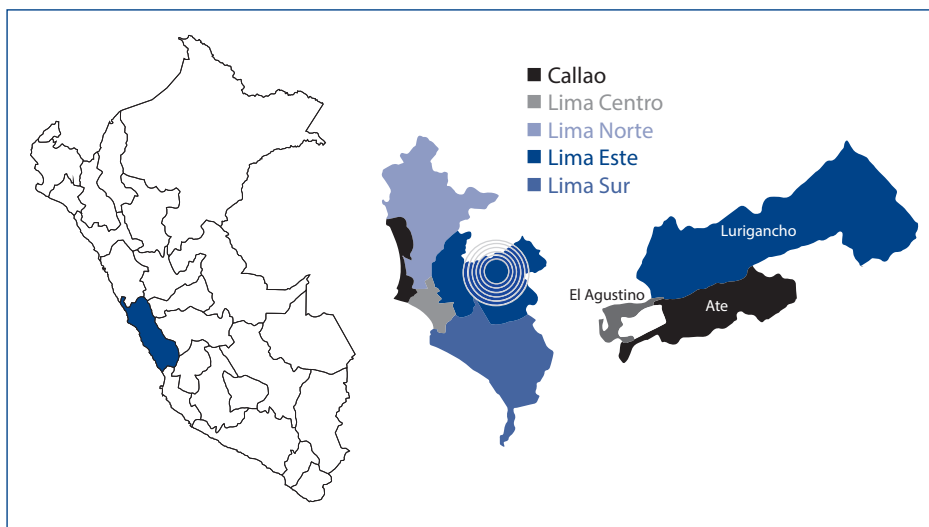 Callao
Lima Centro
Lima Norte
Lima Este
Lima Sur
Lurigancho
El Agustino
Ate